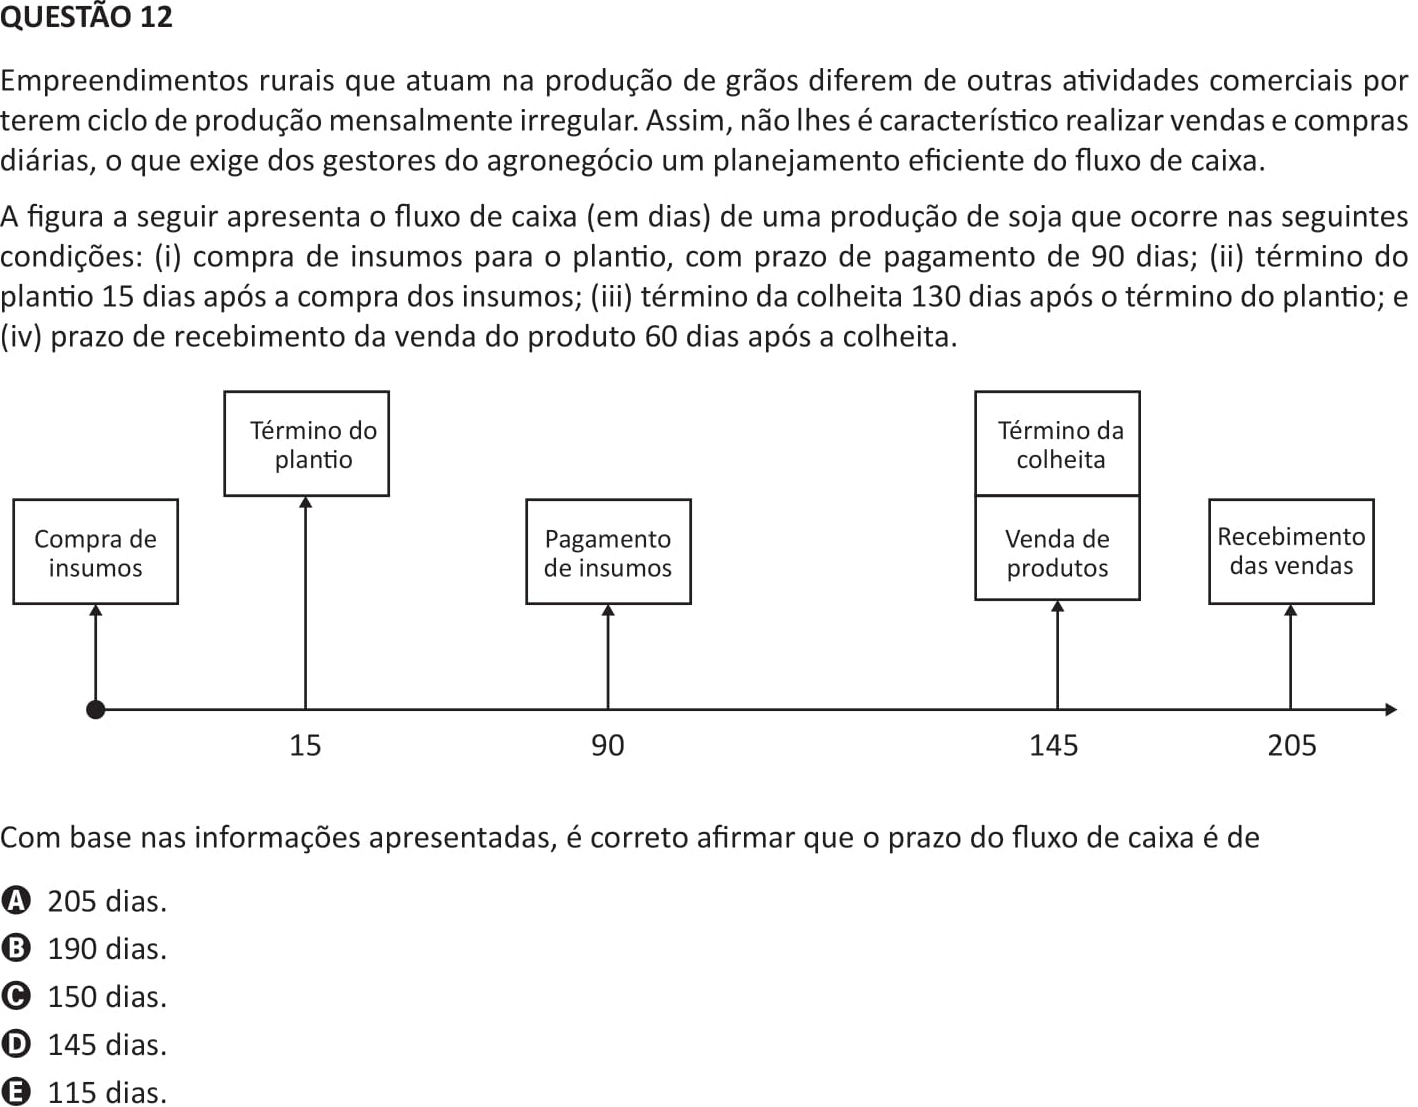 QUESTÃO 12
Empreendimentos rurais que atuam na produção de grãos diferem de outras atividades comerciais por
terem ciclo de produção mensalmente irregular. Assim, não lhes é característico realizar vendas e compras
diárias, o que exige dos gestores do agronegócio um planejamento eficiente do fluxo de caixa.
A figura a seguir apresenta o fluxo de caixa (em dias) de uma produção de soja que ocorre nas seguintes
condições: (i) compra de insumos para o plantio, com prazo de pagamento de 90 dias; (ii) término do
plantio 15 dias após a compra dos insumos; (iii) término da colheita 130 dias após o término do plantio; e
(iv) prazo de recebimento da venda do produto 60 dias após a colheita.
Compra de
insumos
Término do
plantio
Pagamento
de insumos
Término da
colheita
Venda de
produtos
Recebimento
das vendas
15
90
145
205
Com base nas informações apresentadas, é correto afirmar que o prazo do fluxo de caixa é de
A 205 dias.
B 190 dias.
C 150 dias.
D 145 dias.
E 115 dias.